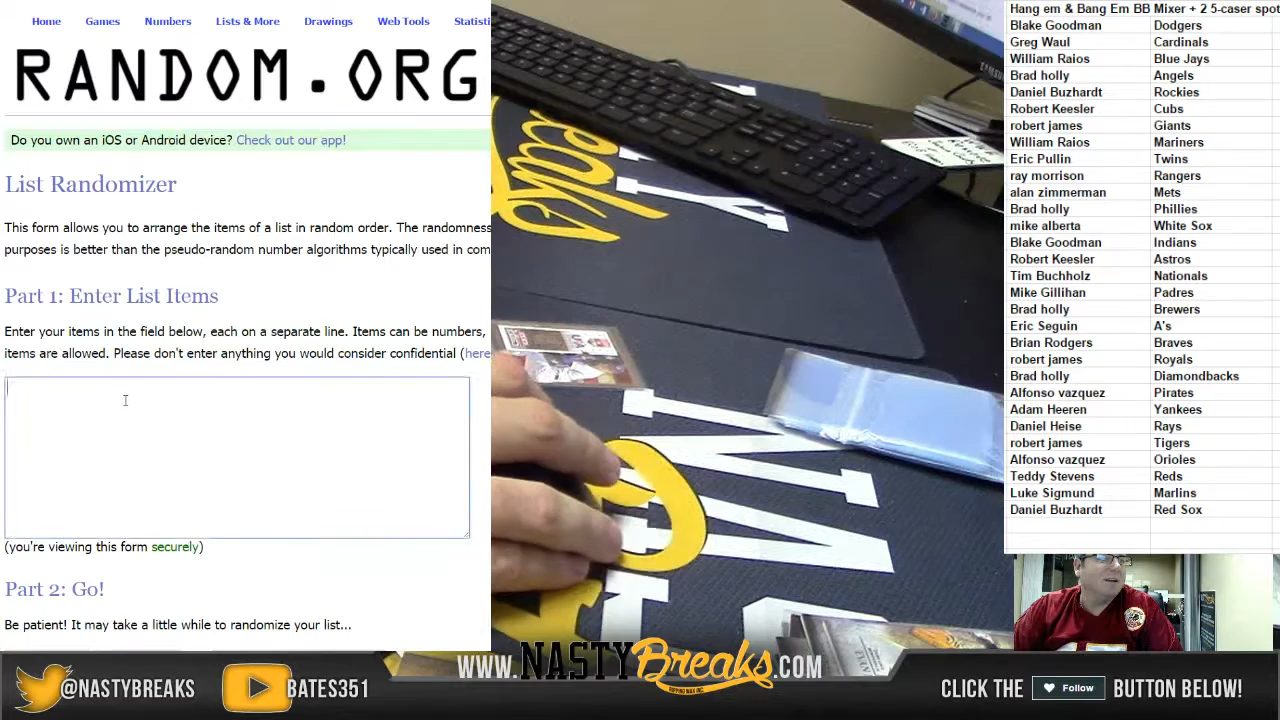 Home Games Numbers Lists & More Drawings Web Tools Statisti
RANDOM.ORG
Do you own an iOS or Android device? Check out our app!
List Randomizer
This form allows you to arrange the items of a list in random order. The randomness
purposes is better than the pseudo-random number algorithms typically used in com
Part 1: Enter List Items
Enter your items in the field below, each on a separate line. Items can be numbers,
items are allowed. Please don't enter anything you would consider confidential (here
(you're viewing this form securely)
Part 2: Go!
Be patient! It may take a little while to randomize your list...
Hang em & Bang Em BB Mixer + 2 5-caser spot
Blake Goodman Dodgers
Greg Waul Cardinals
William Raios Blue Jays
Brad holly Angels
Daniel Buzhardt Rockies
Robert Keesler Cubs
robert james Giants
William Raios Mariners
Eric Pullin Twins
ray morrison Rangers
alan zimmerman Mets
Brad holly Phillies
mike alberta White Sox
Blake Goodman Indians
Robert Keesler Astros
Tim Buchholz Nationals
Mike Gillihan Padres
Brad holly Brewers
Eric Seguin A's
Brian Rodgers Braves
robert james Royals
Brad holly Diamondbacks
Alfonso vazquez Pirates
Adam Heeren Yankees
Daniel Heise Rays
robert james Tigers
Alfonso vazquez Orioles
Teddy Stevens Reds
Luke Sigmund Marlins
Daniel Buzhardt Red Sox
@NASTYBREAKS BATES351
WWW.NASTYBreaks.COM
RIPPING WAX INC.
CLICK THE Follow BUTTON BELOW!